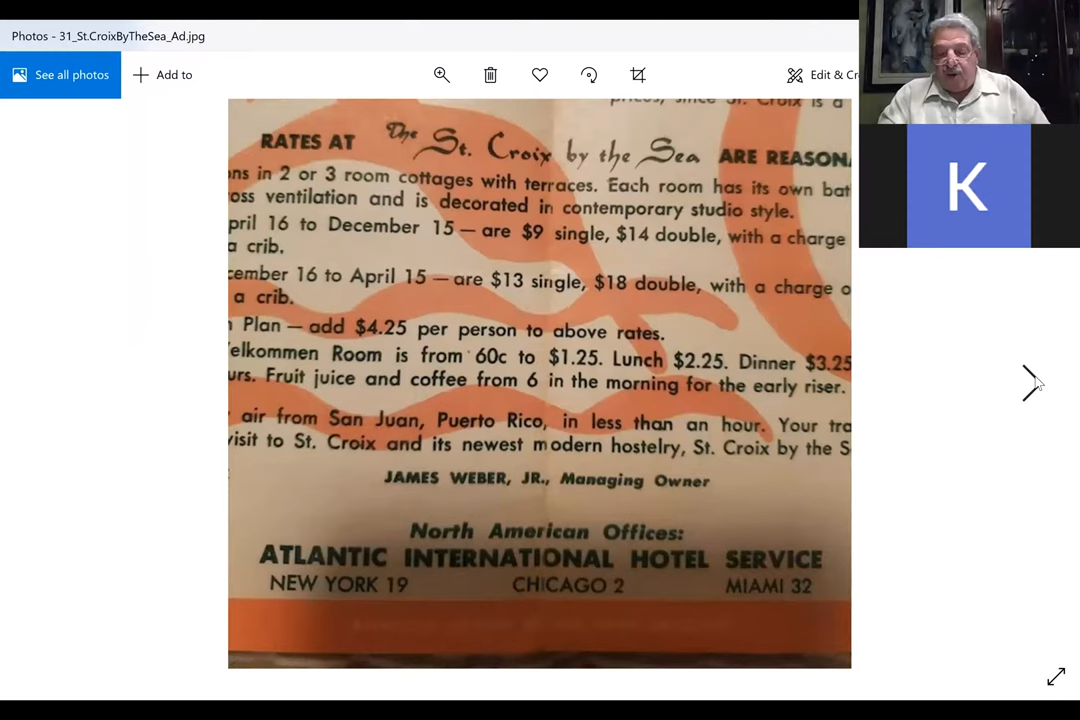 Photos - 31_St.CroixByTheSea_Ad.jpg
See all photos
Add to
Edit & Cr
K
RATES AT The St. Croix by the Sea ARE REASON
ns in 2 or 3 room cottages with terraces. Each room has its own bat
oss ventilation and is decorated in contemporary studio style.
pril 16 to December 15 — are $9 single, $14 double, with a charge
a crib.
cember 16 to April 15 — are $13 single, $18 double, with a charge o
a crib.
Plan — add $4.25 per person to above rates.
elkommen Room is from 60c to $1.25. Lunch $2.25. Dinner $3.25
urs. Fruit juice and coffee from 6 in the morning for the early riser.
air from San Juan, Puerto Rico, in less than an hour. Your tra
visit to St. Croix and its newest modern hostelry, St. Croix by the S
JAMES WEBER, JR., Managing Owner
North American Offices:
ATLANTIC INTERNATIONAL HOTEL SERVICE
NEW YORK 19 CHICAGO 2 MIAMI 32